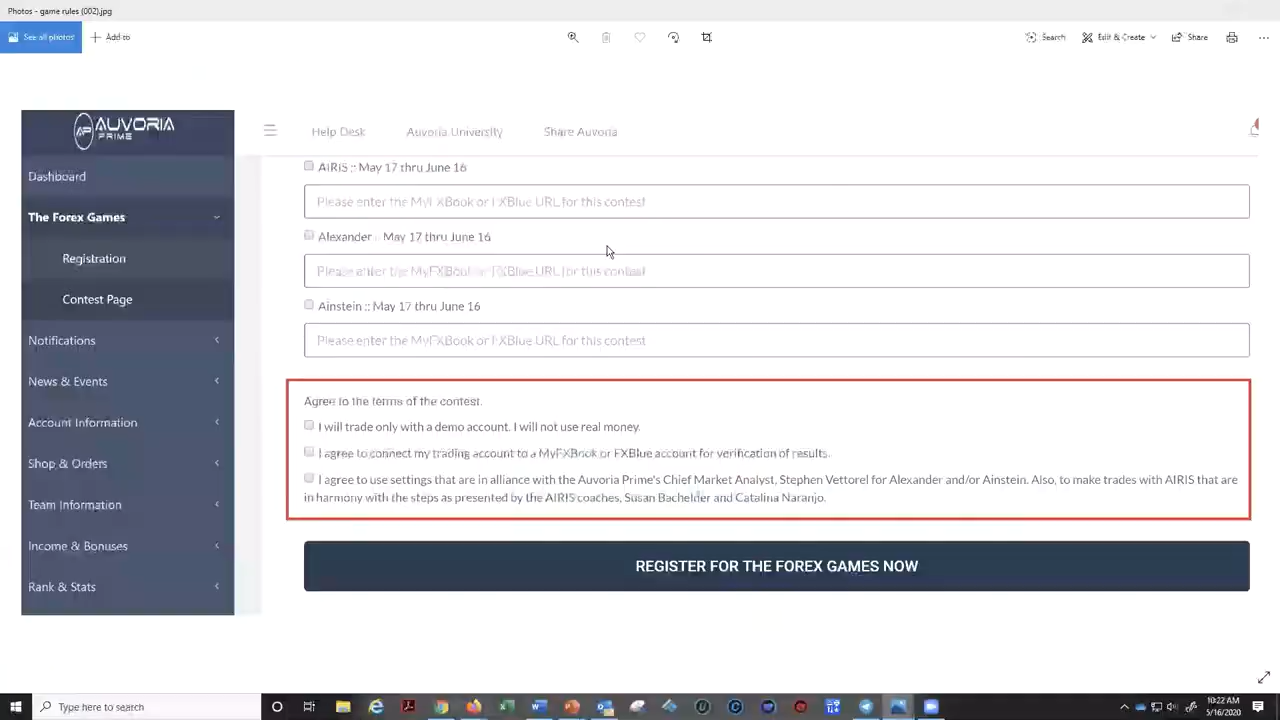 Photos - game rules (002).jpg
See all photos
Add to
Search
Edit & Create
Share
AP AUVORIA
PRIME
Help Desk
Auvoria University
Share Auvoria
Dashboard
The Forex Games
Registration
Contest Page
Notifications
News & Events
Account Information
Shop & Orders
Team Information
Income & Bonuses
Rank & Stats
AIRIS :: May 17 thru June 16
Please enter the MyFXBook or FXBlue URL for this contest
Alexander :: May 17 thru June 16
Please enter the MyFXBook or FXBlue URL for this contest
Ainstein :: May 17 thru June 16
Please enter the MyFXBook or FXBlue URL for this contest
Agree to the terms of the contest.
I will trade only with a demo account. I will not use real money.
I agree to connect my trading account to a MyFXBook or FXBlue account for verification of results.
I agree to use settings that are in alliance with the Auvoria Prime's Chief Market Analyst, Stephen Vettorel for Alexander and/or Ainstein. Also, to make trades with AIRIS that are
in harmony with the steps as presented by the AIRIS coaches, Susan Bachelder and Catalina Naranjo.
REGISTER FOR THE FOREX GAMES NOW
Type here to search
10:22 AM
5/16/2020